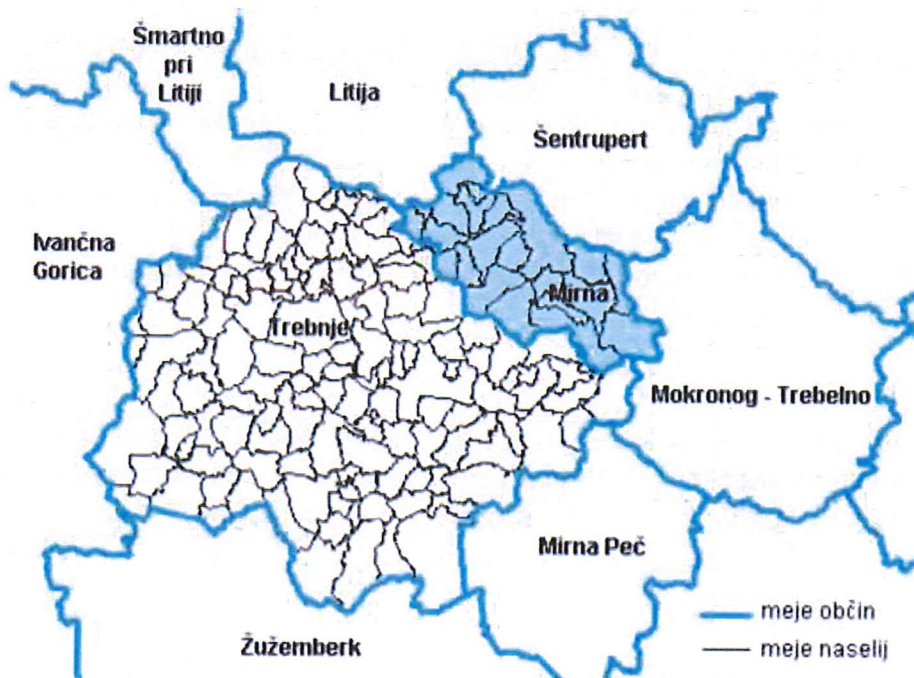 Šmartno
pri
Litiji
Litija
Šentrupert
Ivančna
Gorica
Mirna
Trebnje
Mokronog - Trebelno
Mirna Peč
Žužemberk
meje občin
meje naselij